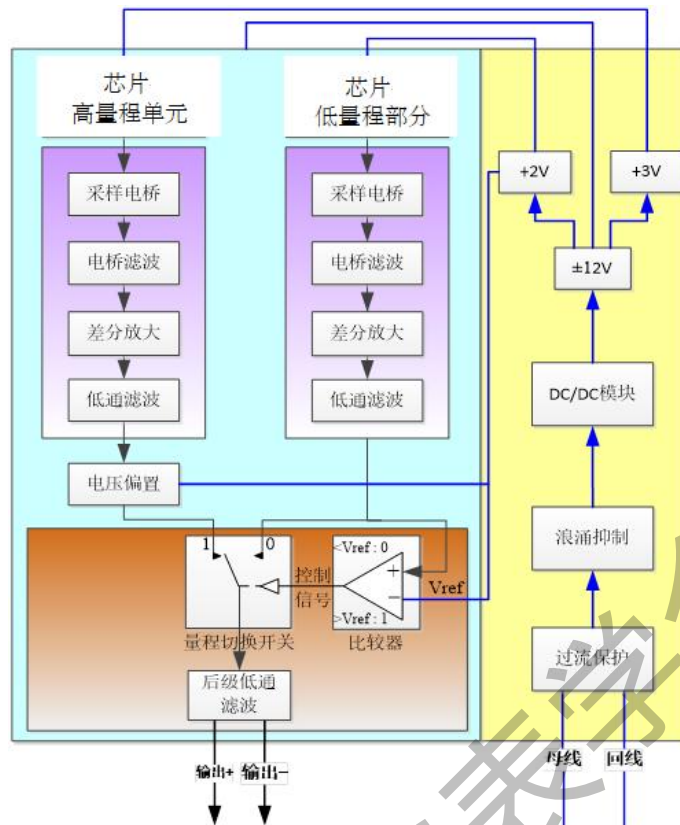 芯片
高量程单元
芯片
低量程部分
采样电桥
采样电桥
+2V
+3V
电桥滤波
电桥滤波
±12V
差分放大
差分放大
低通滤波
低通滤波
DC/DC模块
电压偏置
1
0
<Vref: 0
+
控制
信号
−
Vref
>Vref: 1
浪涌抑制
量程切换开关
比较器
过流保护
后级低通
滤波
输出+
输出−
母线
回线
表学